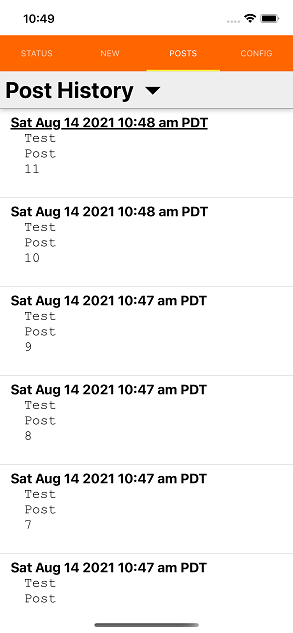 10:49
STATUS NEW POSTS CONFIG
Post History
Sat Aug 14 2021 10:48 am PDT
Test
Post
11
Sat Aug 14 2021 10:48 am PDT
Test
Post
10
Sat Aug 14 2021 10:47 am PDT
Test
Post
9
Sat Aug 14 2021 10:47 am PDT
Test
Post
8
Sat Aug 14 2021 10:47 am PDT
Test
Post
7
Sat Aug 14 2021 10:47 am PDT
Test
Post